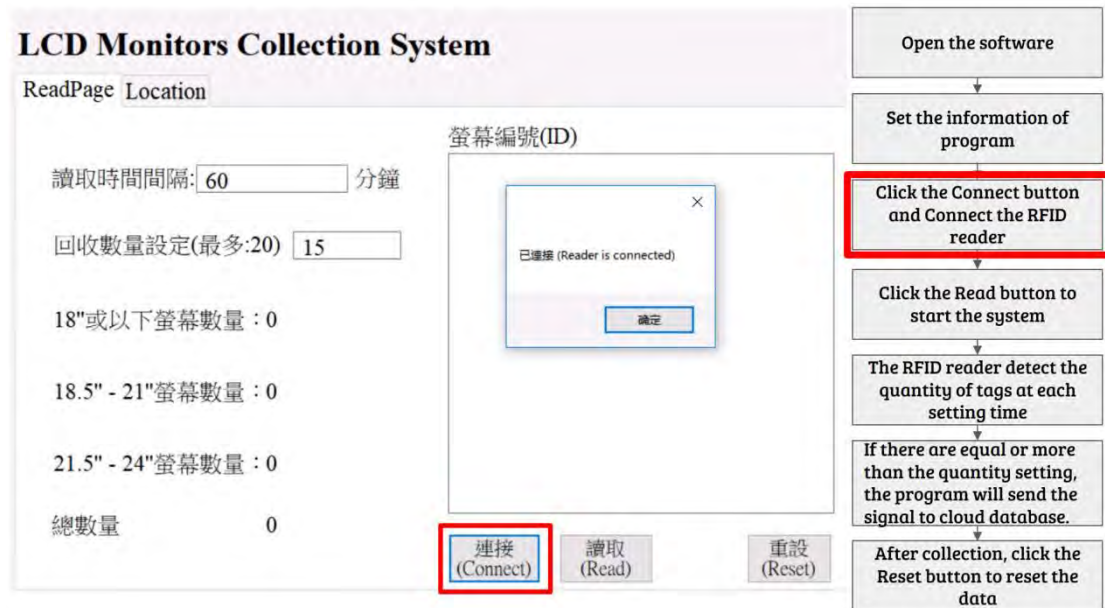 LCD Monitors Collection System
ReadPage Location
讀取時間間隔: 60 分鐘
回收數量設定(最多:20) 15
18"或以下螢幕數量：0
18.5" - 21"螢幕數量：0
21.5" - 24"螢幕數量：0
總數量 0
螢幕編號(ID)
已連接 (Reader is connected)
确定
連接
(Connect)
讀取
(Read)
重設
(Reset)
Open the software
Set the information of
program
Click the Connect button
and Connect the RFID
reader
Click the Read button to
start the system
The RFID reader detect the
quantity of tags at each
setting time
If there are equal or more
than the quantity setting,
the program will send the
signal to cloud database.
After collection, click the
Reset button to reset the
data